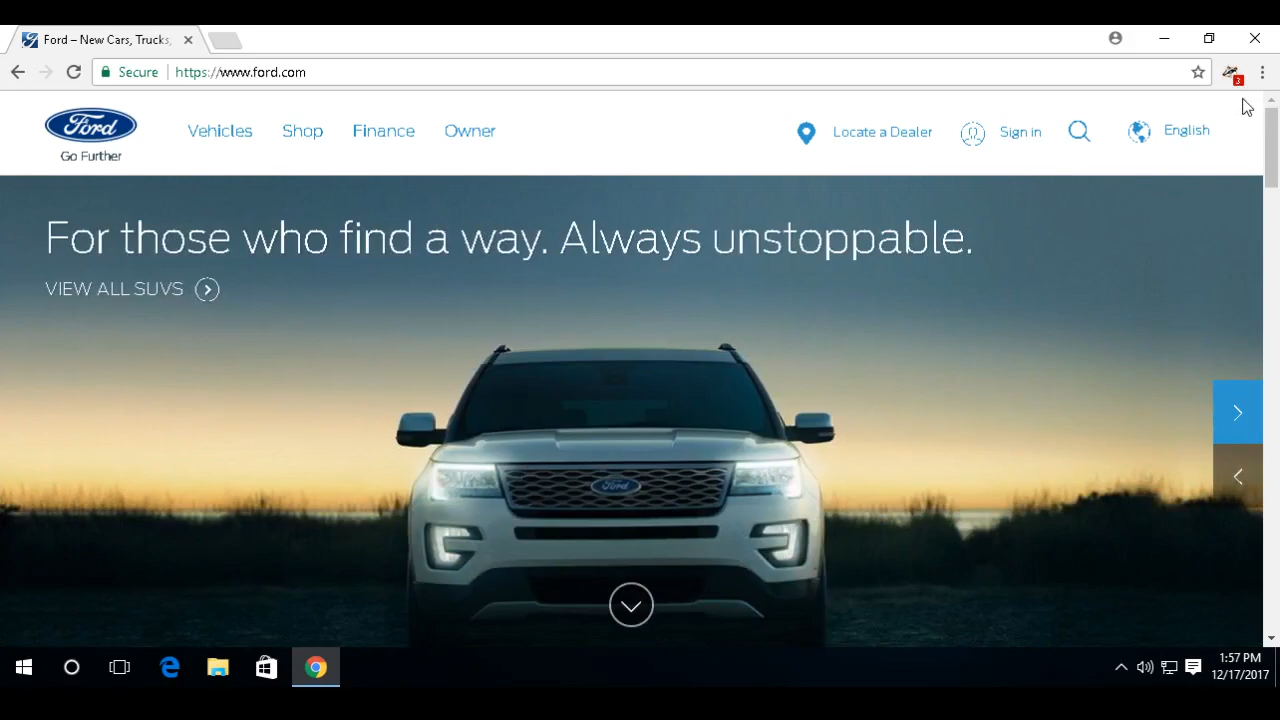 Ford – New Cars, Trucks,
Secure
https://www.ford.com
3
Ford
Go Further
Vehicles
Shop
Finance
Owner
Locate a Dealer
Sign in
English
For those who find a way. Always unstoppable.
VIEW ALL SUVS
Ford
1:57 PM
12/17/2017